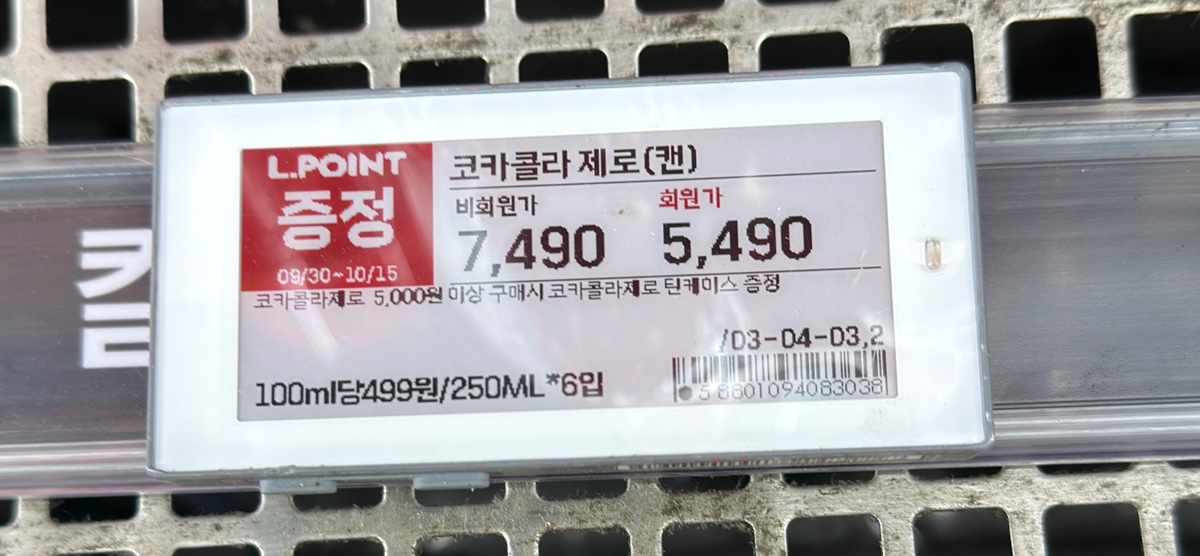 L.POINT
증정
09/30~10/15
코카콜라 제로(캔)
비회원가 회원가
7,490 5,490
코카콜라제로 5,000원 이상 구매시 코카콜라제로 틴케이스 증정
/03-04-03,2
100ml당499원/250ML*6입
8801094083038